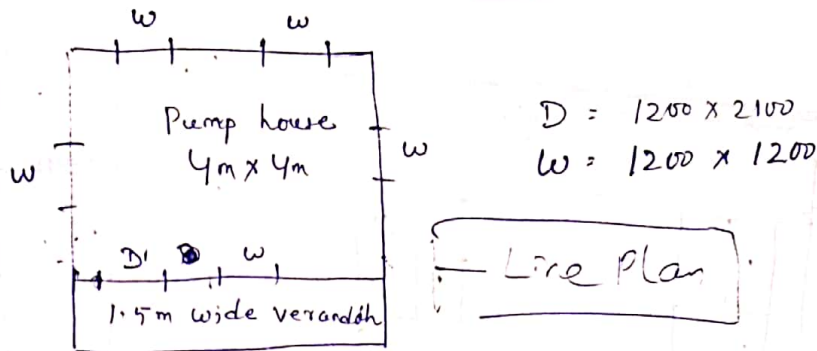 W W
Pump house
4m x 4m
W W
D = 1200 x 2100
W = 1200 x 1200
D' W
1.5m wide verandah
Line Plan